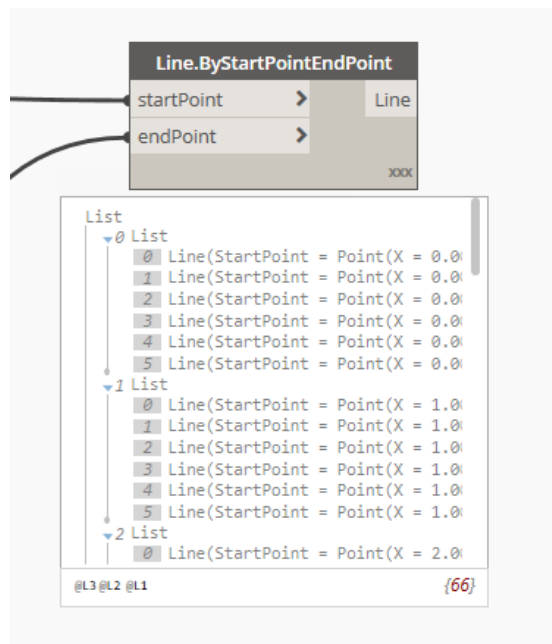 Line.ByStartPointEndPoint
startPoint > Line
endPoint >
xxx
List
0 List
0 Line(StartPoint = Point(X = 0.0
1 Line(StartPoint = Point(X = 0.0
2 Line(StartPoint = Point(X = 0.0
3 Line(StartPoint = Point(X = 0.0
4 Line(StartPoint = Point(X = 0.0
5 Line(StartPoint = Point(X = 0.0
1 List
0 Line(StartPoint = Point(X = 1.0
1 Line(StartPoint = Point(X = 1.0
2 Line(StartPoint = Point(X = 1.0
3 Line(StartPoint = Point(X = 1.0
4 Line(StartPoint = Point(X = 1.0
5 Line(StartPoint = Point(X = 1.0
2 List
0 Line(StartPoint = Point(X = 2.0
@L3 @L2 @L1 {66}